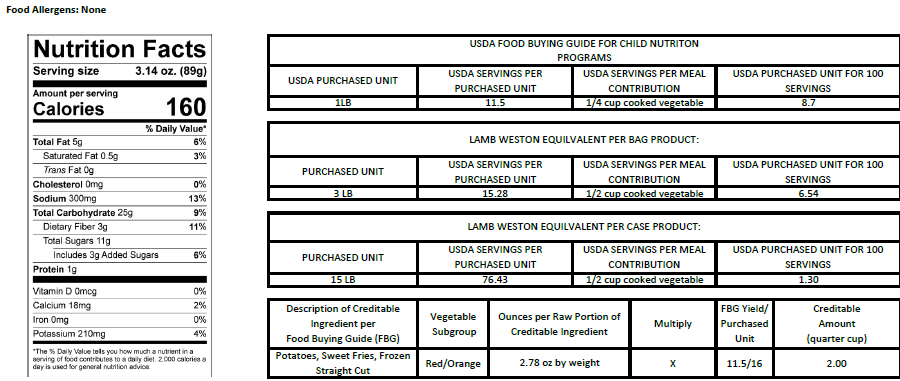 Food Allergens: None
Nutrition Facts
Serving size 3.14 oz. (89g)
Amount per serving
Calories 160
% Daily Value*
Total Fat 5g 6%
Saturated Fat 0.5g 3%
Trans Fat 0g
Cholesterol 0mg 0%
Sodium 300mg 13%
Total Carbohydrate 25g 9%
Dietary Fiber 3g 11%
Total Sugars 11g
Includes 3g Added Sugars 6%
Protein 1g
Vitamin D 0mcg 0%
Calcium 18mg 2%
Iron 0mg 0%
Potassium 210mg 4%
*The % Daily Value tells you how much a nutrient in a
serving of food contributes to a daily diet. 2,000 calories a
day is used for general nutrition advice.
USDA FOOD BUYING GUIDE FOR CHILD NUTRITON
PROGRAMS
USDA PURCHASED UNIT
USDA SERVINGS PER
PURCHASED UNIT
USDA SERVINGS PER MEAL
CONTRIBUTION
USDA PURCHASED UNIT FOR 100
SERVINGS
1LB 11.5 1/4 cup cooked vegetable 8.7
LAMB WESTON EQUILVALENT PER BAG PRODUCT:
PURCHASED UNIT
USDA SERVINGS PER
PURCHASED UNIT
USDA SERVINGS PER MEAL
CONTRIBUTION
USDA PURCHASED UNIT FOR 100
SERVINGS
3 LB 15.28 1/2 cup cooked vegetable 6.54
LAMB WESTON EQUILVALENT PER CASE PRODUCT:
PURCHASED UNIT
USDA SERVINGS PER
PURCHASED UNIT
USDA SERVINGS PER MEAL
CONTRIBUTION
USDA PURCHASED UNIT FOR 100
SERVINGS
15 LB 76.43 1/2 cup cooked vegetable 1.30
Description of Creditable
Ingredient per
Food Buying Guide (FBG)
Vegetable
Subgroup
Ounces per Raw Portion of
Creditable Ingredient
Multiply
FBG Yield/
Purchased
Unit
Creditable
Amount
(quarter cup)
Potatoes, Sweet Fries, Frozen
Straight Cut
Red/Orange
2.78 oz by weight
X
11.5/16
2.00